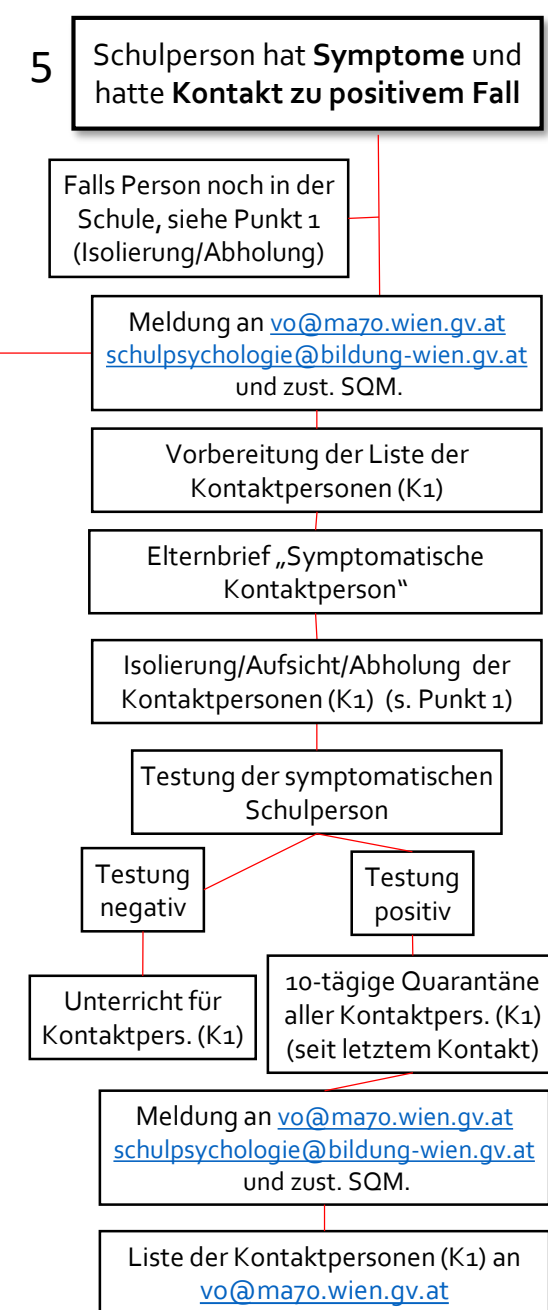 5
Schulperson hat Symptome und
hatte Kontakt zu positivem Fall
Falls Person noch in der
Schule, siehe Punkt 1
(Isolierung/Abholung)
Meldung an vo@ma70.wien.gv.at
schulpsychologie@bildung-wien.gv.at
und zust. SQM.
Vorbereitung der Liste der
Kontaktpersonen (K1)
Elternbrief „Symptomatische
Kontaktperson“
Isolierung/Aufsicht/Abholung der
Kontaktpersonen (K1) (s. Punkt 1)
Testung der symptomatischen
Schulperson
Testung
negativ
Testung
positiv
Unterricht für
Kontaktpers. (K1)
10-tägige Quarantäne
aller Kontaktpers. (K1)
(seit letztem Kontakt)
Meldung an vo@ma70.wien.gv.at
schulpsychologie@bildung-wien.gv.at
und zust. SQM.
Liste der Kontaktpersonen (K1) an
vo@ma70.wien.gv.at